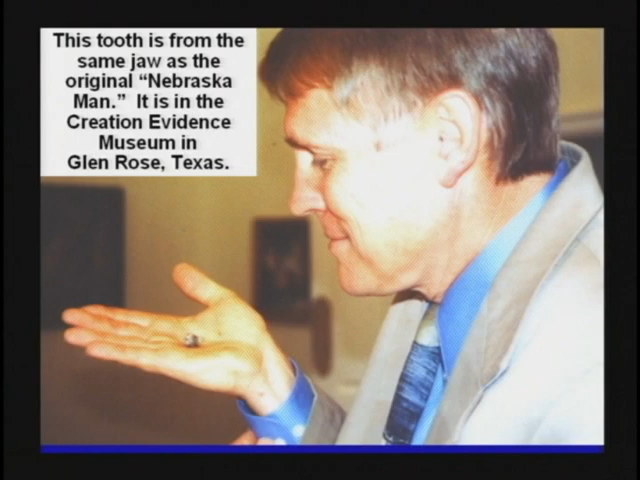 This tooth is from the
same jaw as the
original “Nebraska
Man.”  It is in the
Creation Evidence
Museum in
Glen Rose, Texas.